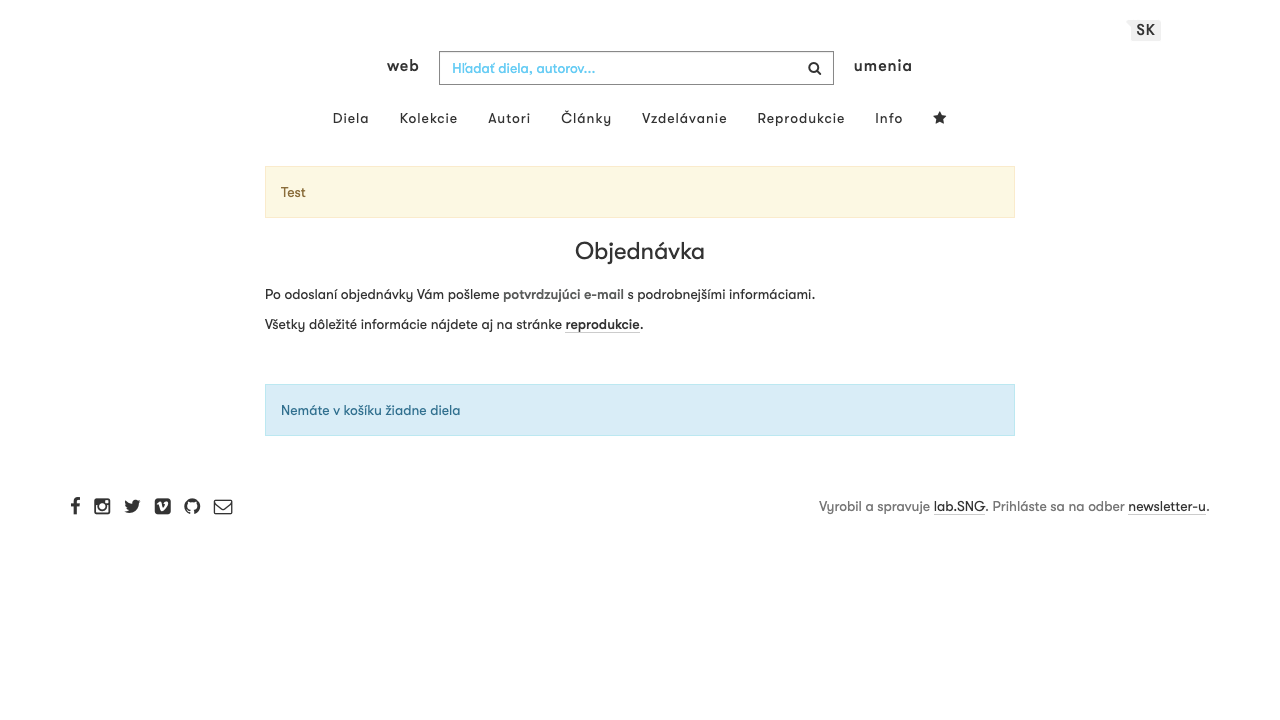 SK
web Hľadať diela, autorov... umenia
Diela Kolekcie Autori Články Vzdelávanie Reprodukcie Info
Test
Objednávka
Po odoslaní objednávky Vám pošleme potvrdzujúci e-mail s podrobnejšími informáciami.
Všetky dôležité informácie nájdete aj na stránke reprodukcie.
Nemáte v košíku žiadne diela
Vyrobil a spravuje lab.SNG. Prihláste sa na odber newsletter-u.